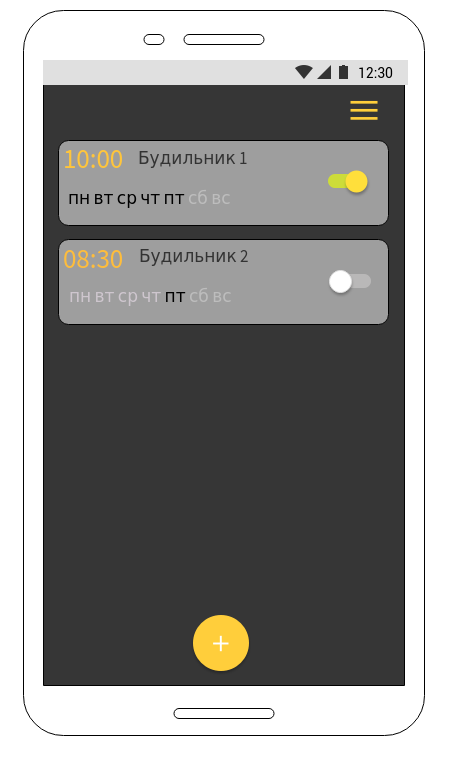 12:30
10:00 Будильник 1
пн вт ср чт пт сб вс
08:30 Будильник 2
пн вт ср чт пт сб вс
+